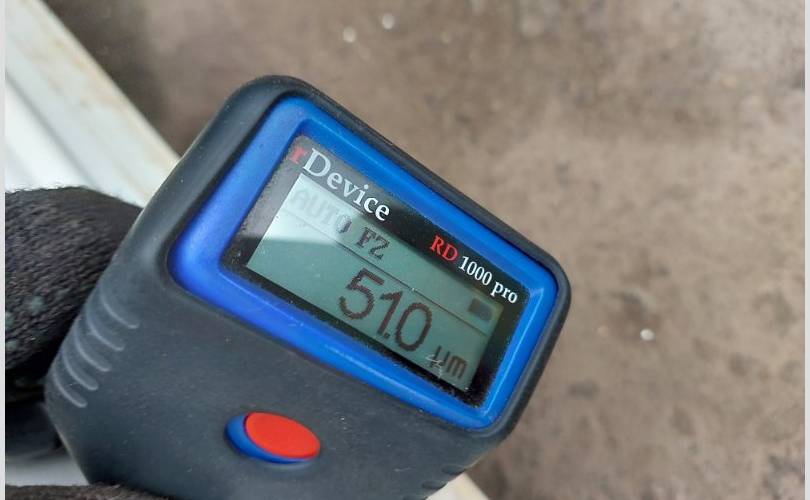 rDevice
RD 1000 pro
AUTO FZ
51.0
µm